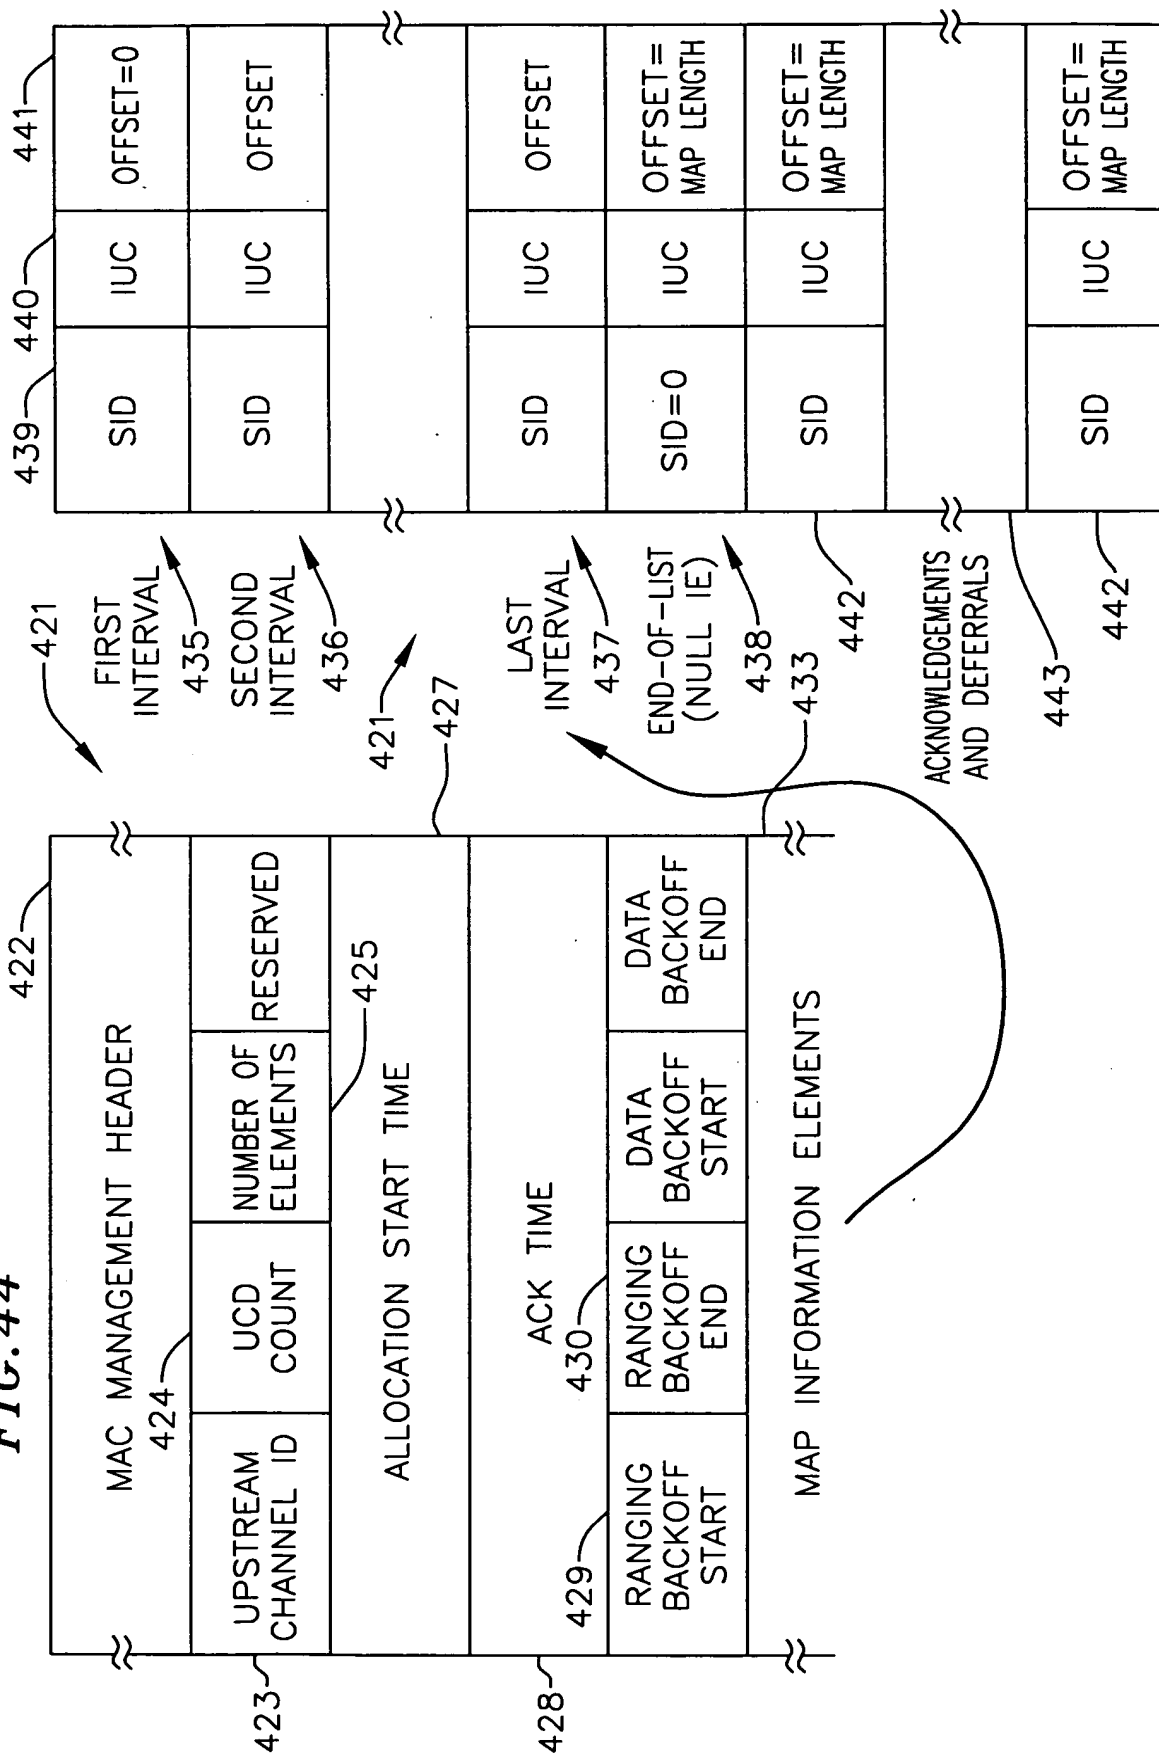 FIG. 44
422
421
MAC MANAGEMENT HEADER
424
423
UPSTREAM
CHANNEL ID
UCD
COUNT
NUMBER OF
ELEMENTS
RESERVED
425
ALLOCATION START TIME
427
428
ACK TIME
429
430
RANGING
BACKOFF
START
RANGING
BACKOFF
END
DATA
BACKOFF
START
DATA
BACKOFF
END
433
MAP INFORMATION ELEMENTS
439
440
441
FIRST
INTERVAL
435
SID
IUC
OFFSET=0
SECOND
INTERVAL
436
SID
IUC
OFFSET
421
LAST
INTERVAL
437
SID
IUC
OFFSET
END-OF-LIST
(NULL IE)
438
SID=0
IUC
OFFSET=
MAP LENGTH
442
SID
IUC
OFFSET=
MAP LENGTH
ACKNOWLEDGEMENTS
AND DEFERRALS
443
442
SID
IUC
OFFSET=
MAP LENGTH